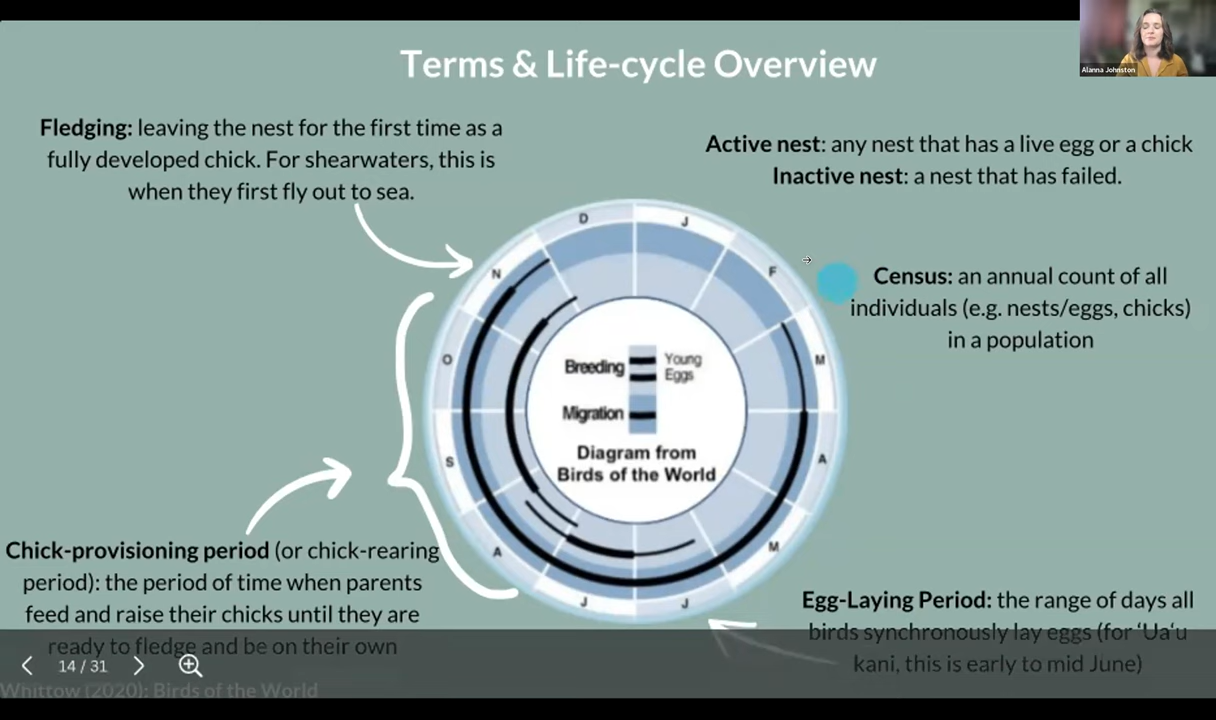 Alanna Johnston
Terms & Life-cycle Overview
Fledging: leaving the nest for the first time as a
fully developed chick. For shearwaters, this is
when they first fly out to sea.
Active nest: any nest that has a live egg or a chick
Inactive nest: a nest that has failed.
Census: an annual count of all
individuals (e.g. nests/eggs, chicks)
in a population
D
J
N
F
O
M
S
A
A
M
J
J
Breeding
Young
Eggs
Migration
Diagram from
Birds of the World
Chick-provisioning period (or chick-rearing
period): the period of time when parents
feed and raise their chicks until they are
ready to fledge and be on their own
Egg-Laying Period: the range of days all
birds synchronously lay eggs (for ‘Ua‘u
kani, this is early to mid June)
14 / 31
Whittow (2020): Birds of the World